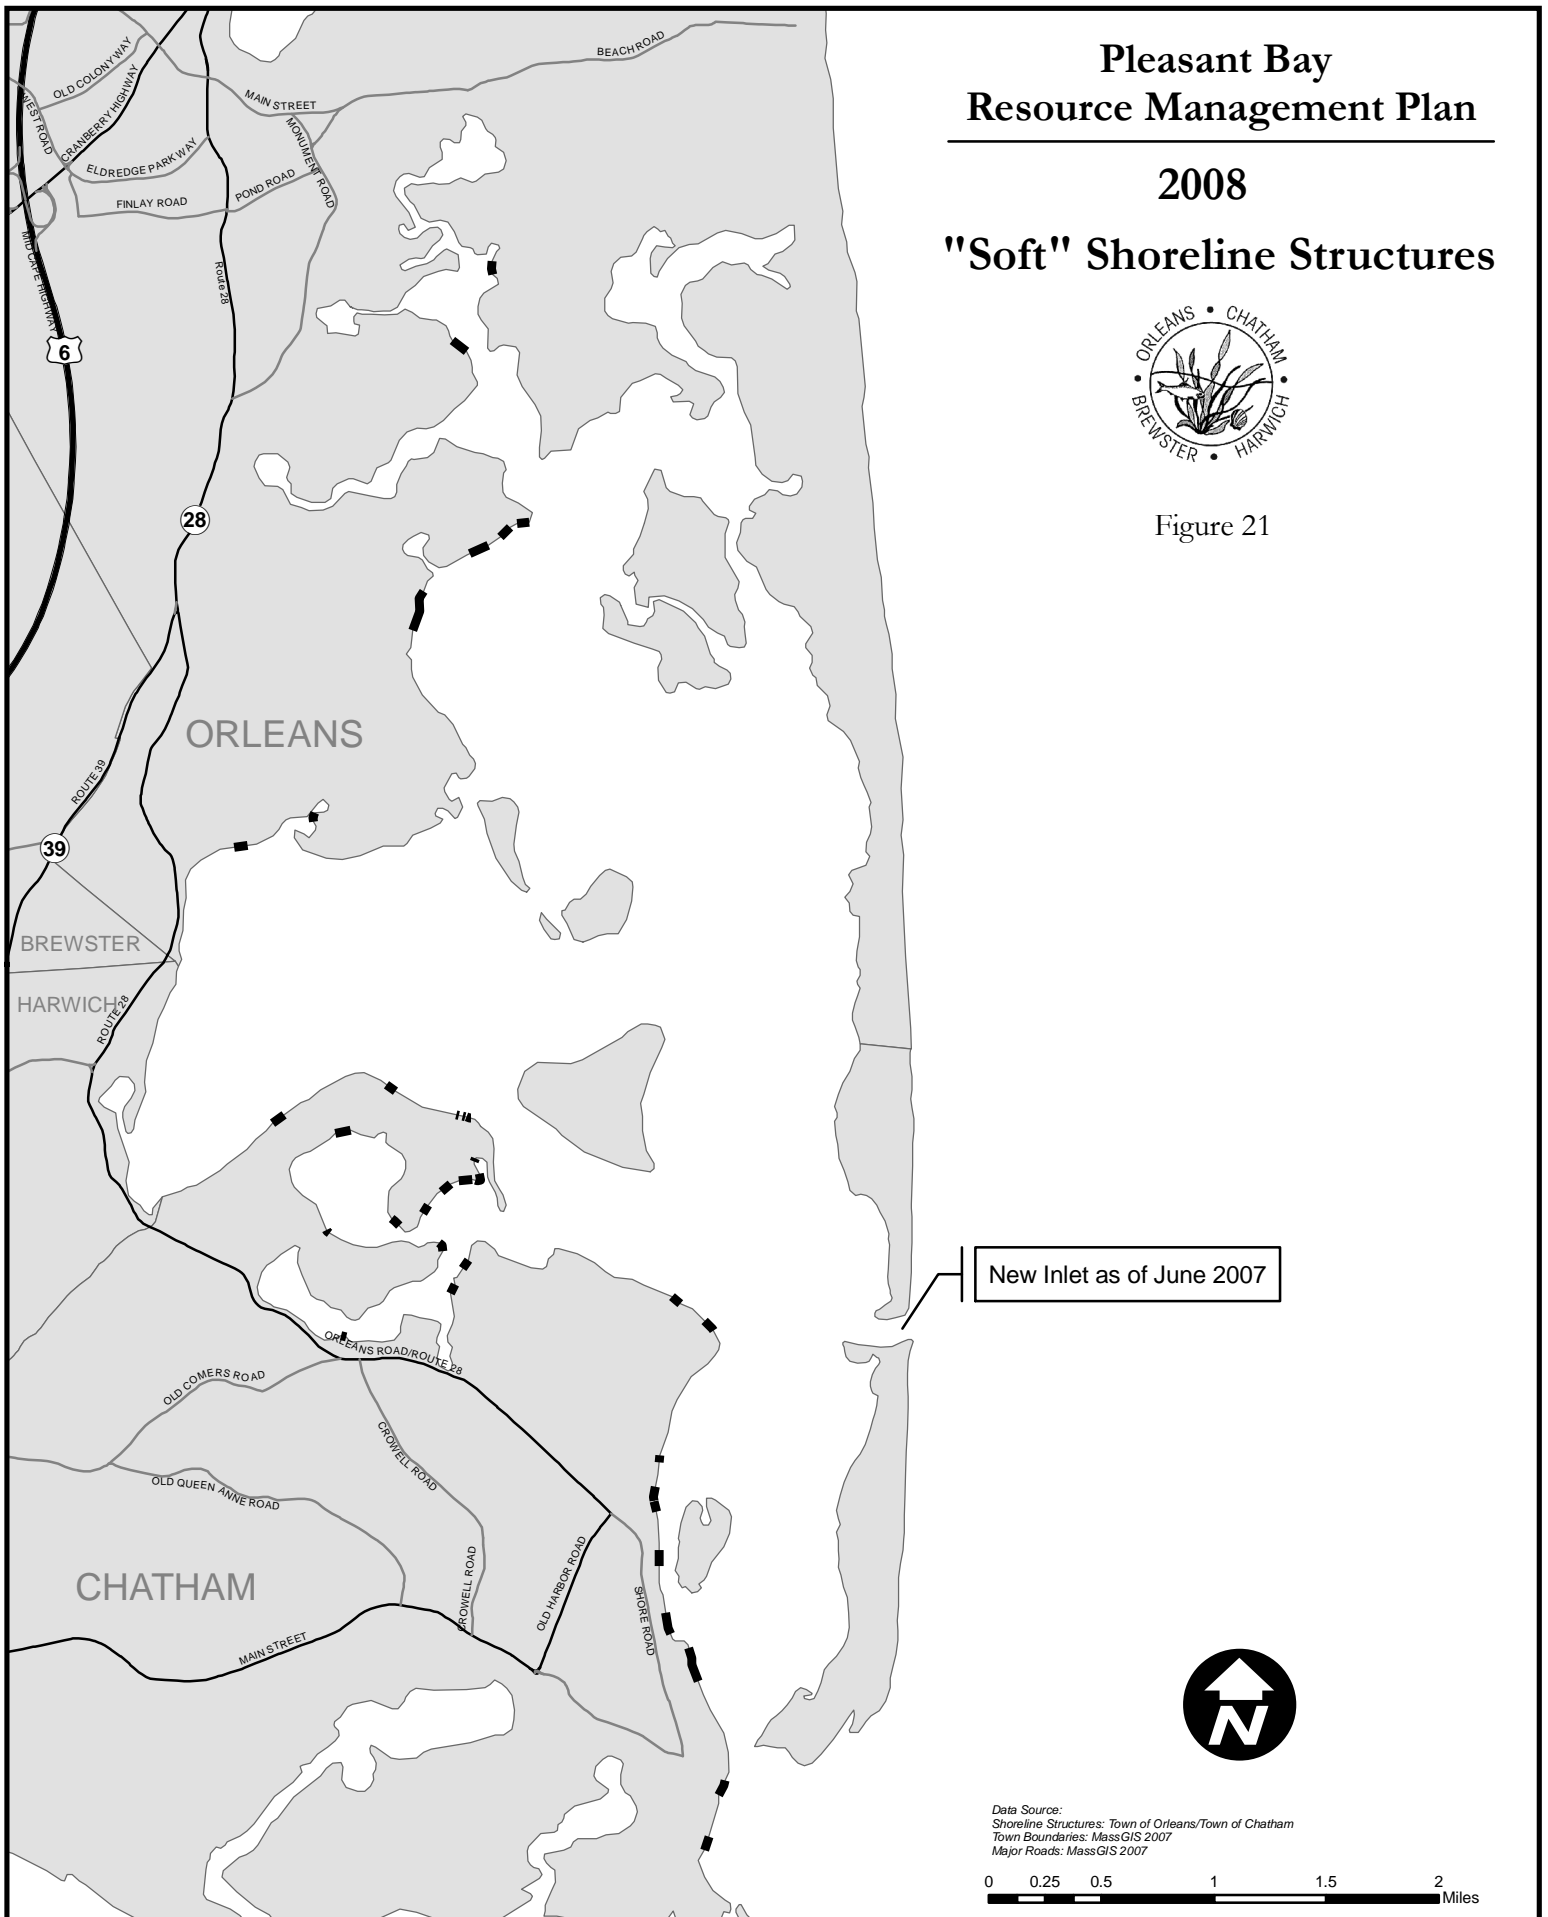 Pleasant Bay
Resource Management Plan
2008
"Soft" Shoreline Structures
ORLEANS • CHATHAM • HARWICH • BREWSTER •
Figure 21
BEACH ROAD
OLD COLONY WAY
CRANBERRY HIGHWAY
WEST ROAD
MAIN STREET
MONUMENT ROAD
ELDREDGE PARK WAY
POND ROAD
FINLAY ROAD
MID CAPE HIGHWAY
Route 28
6
28
ORLEANS
ROUTE 39
39
BREWSTER
HARWICH
ROUTE 28
New Inlet as of June 2007
ORLEANS ROAD/ROUTE 28
OLD COMERS ROAD
CROWELL ROAD
OLD QUEEN ANNE ROAD
CROWELL ROAD
OLD HARBOR ROAD
SHORE ROAD
CHATHAM
MAIN STREET
N
Data Source:
Shoreline Structures: Town of Orleans/Town of Chatham
Town Boundaries: MassGIS 2007
Major Roads: MassGIS 2007
0 0.25 0.5 1 1.5 2
Miles